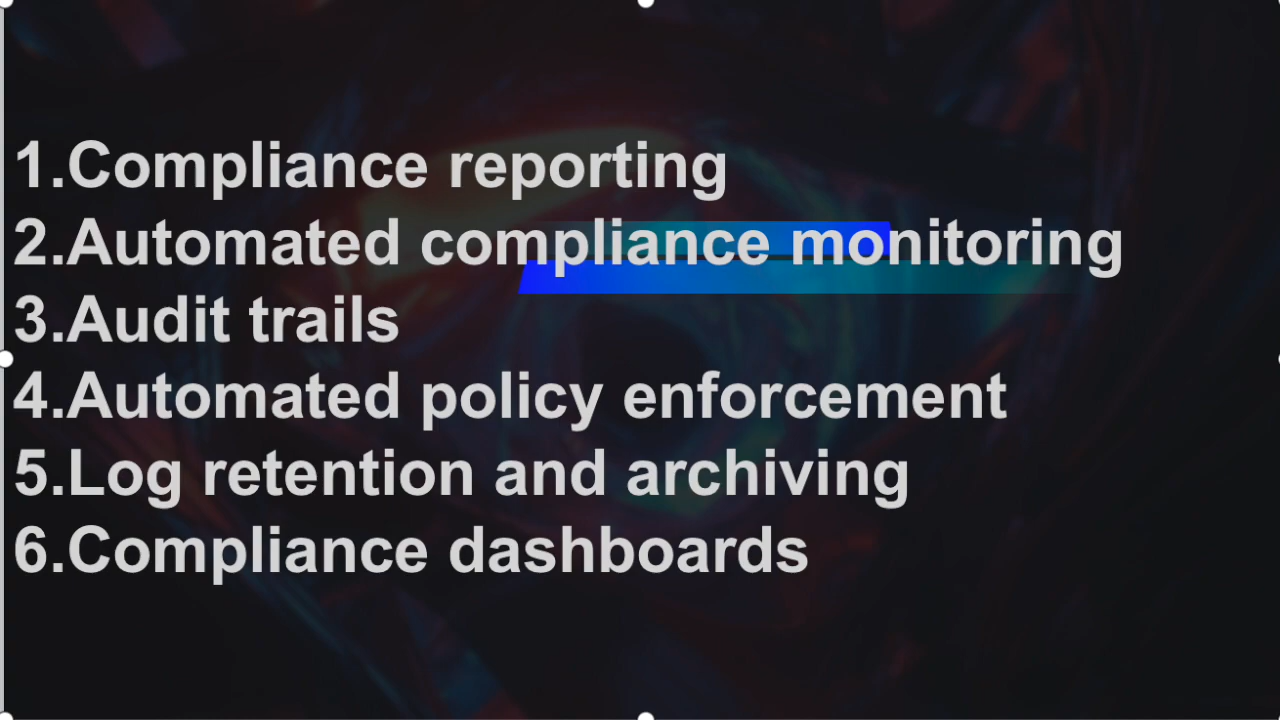 1.Compliance reporting
2.Automated compliance monitoring
3.Audit trails
4.Automated policy enforcement
5.Log retention and archiving
6.Compliance dashboards